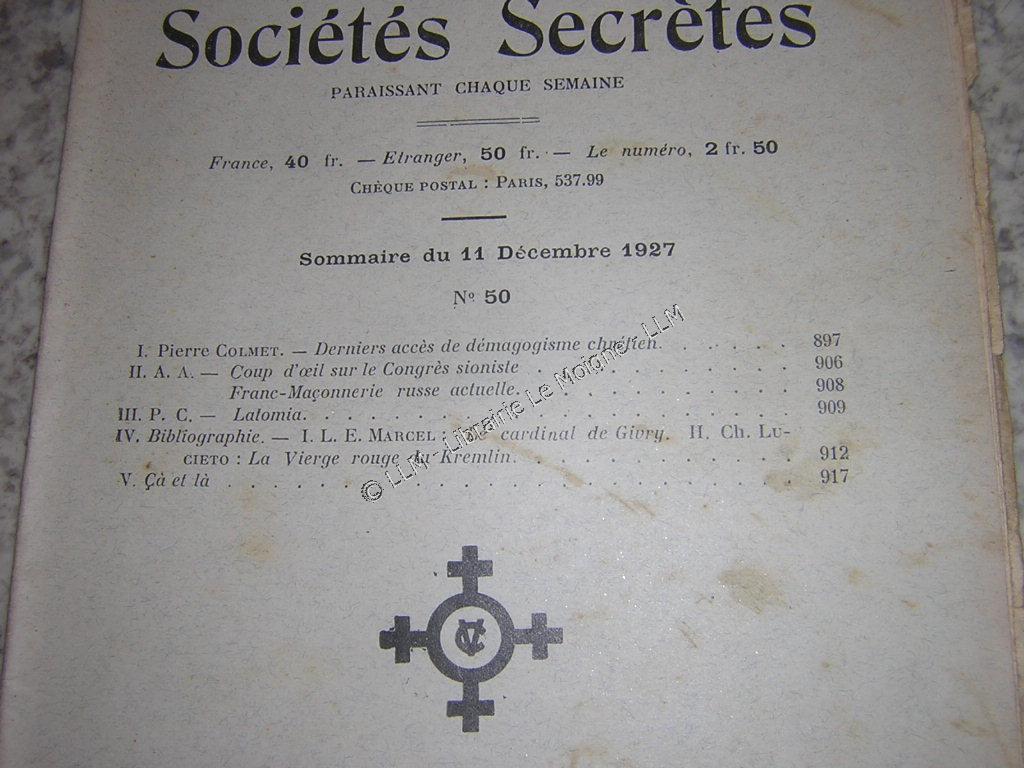 Sociétés Secrètes
PARAISSANT CHAQUE SEMAINE
France, 40 fr. — Etranger, 50 fr. — Le numéro, 2 fr. 50
CHÈQUE POSTAL : PARIS, 537.99
Sommaire du 11 Décembre 1927
Nº 50
I. Pierre COLMET. — Derniers accès de démagogisme chrétien. . . . . . . 897
II. A. A. — Coup d'œil sur le Congrès sioniste . . . . . . . . . . . . 906
Franc-Maçonnerie russe actuelle. . . . . . . . . . . . . 908
III. P. C. — Latomia. . . . . . . . . . . . . . . . . . . . . . . 909
IV. Bibliographie. — I. L. E. MARCEL : cardinal de Givry. II. Ch. LU-
CIETO : La Vierge rouge du Kremlin. . . . . . . . . . . . . 912
V. Çà et là . . . . . . . . . . . . . . . . . . . . . . . . . . 917
© LLM - Librairie Le Moigne - LLM
VC